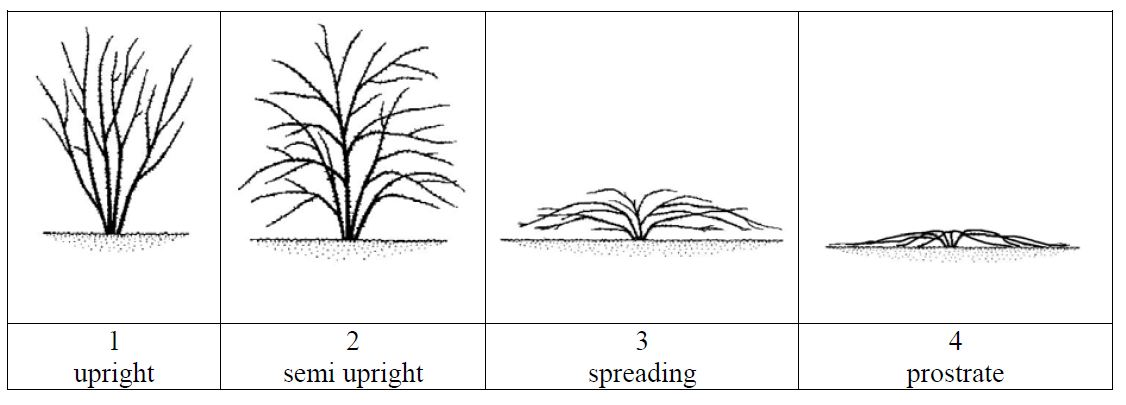 1
upright
2
semi upright
3
spreading
4
prostrate